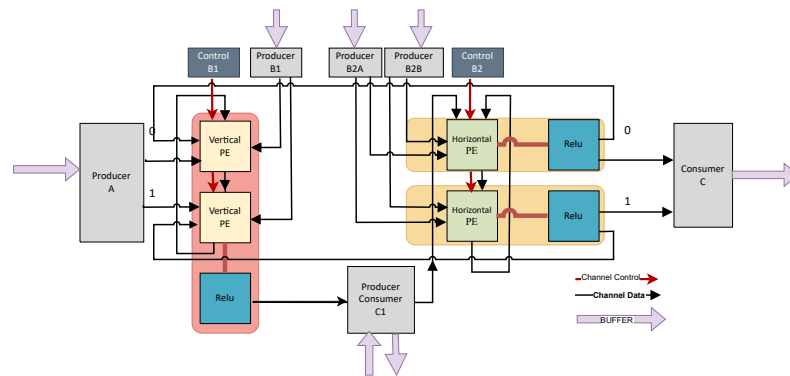 Control
B1
Producer
B1
Producer
B2A
Producer
B2B
Control
B2
0
Vertical
PE
Horizontal
PE
Relu
0
Producer
A
Consumer
C
1
Vertical
PE
Horizontal
PE
Relu
1
Relu
Producer
Consumer
C1
Channel Control
Channel Data
BUFFER